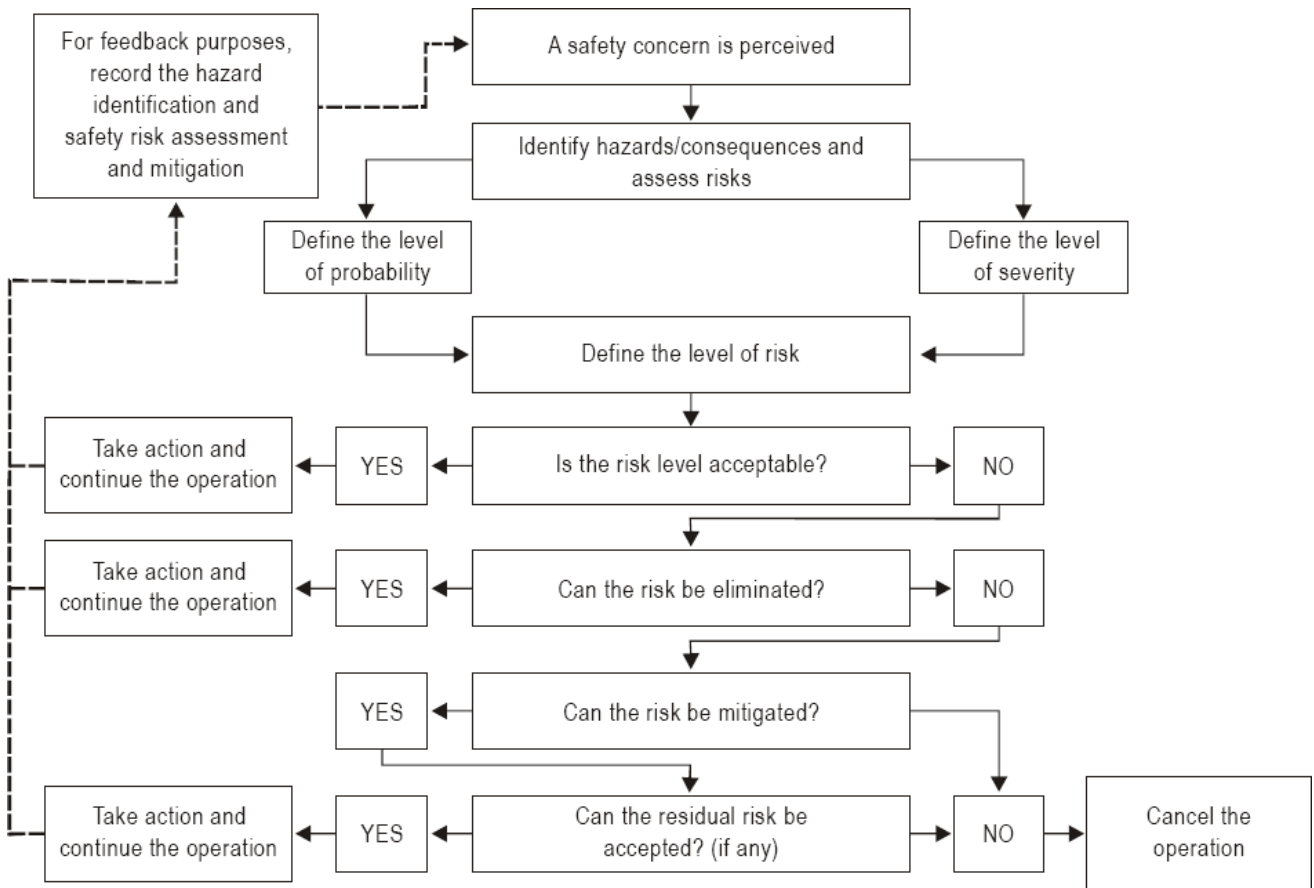 For feedback purposes,
record the hazard
identification and
safety risk assessment
and mitigation
A safety concern is perceived
Identify hazards/consequences and
assess risks
Define the level
of probability
Define the level
of severity
Define the level of risk
Take action and
continue the operation
YES
Is the risk level acceptable?
NO
Take action and
continue the operation
YES
Can the risk be eliminated?
NO
YES
Can the risk be mitigated?
Take action and
continue the operation
YES
Can the residual risk be
accepted? (if any)
NO
Cancel the
operation